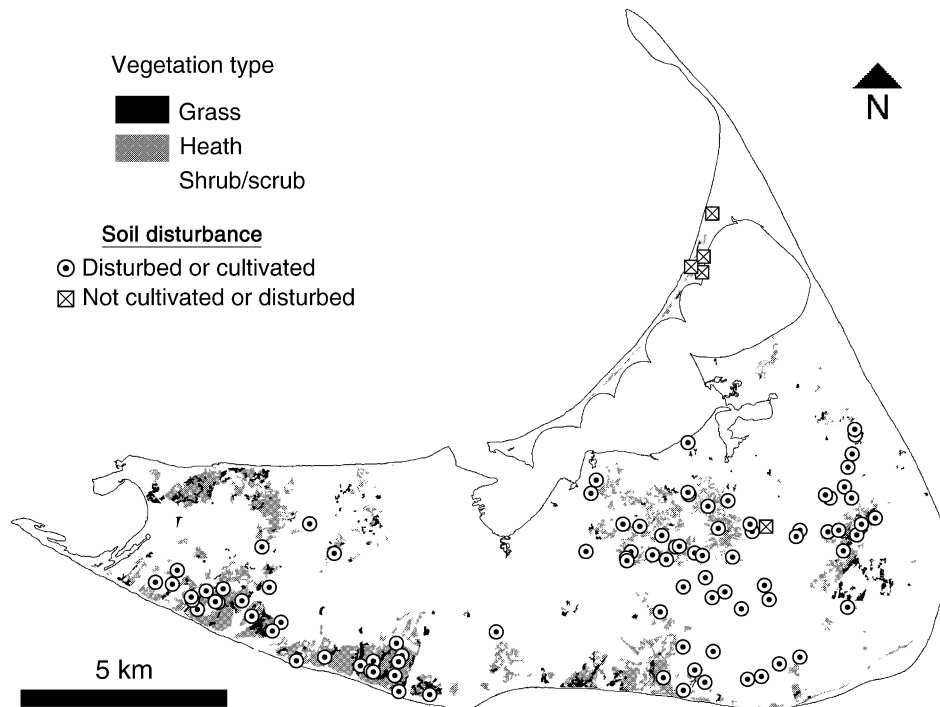 Vegetation type
Grass
Heath
Shrub/scrub
Soil disturbance
Disturbed or cultivated
Not cultivated or disturbed
N
5 km